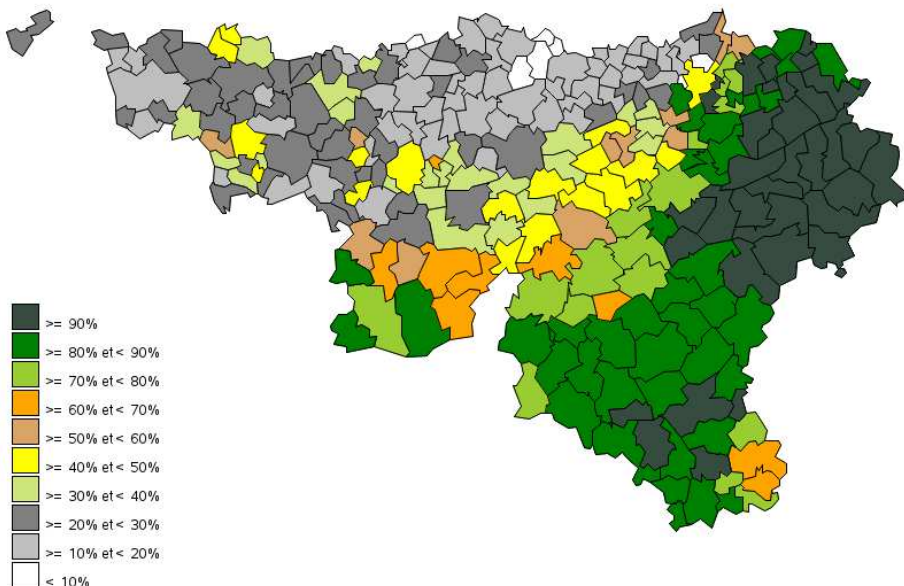 >= 90%
>= 80% et < 90%
>= 70% et < 80%
>= 60% et < 70%
>= 50% et < 60%
>= 40% et < 50%
>= 30% et < 40%
>= 20% et < 30%
>= 10% et < 20%
< 10%